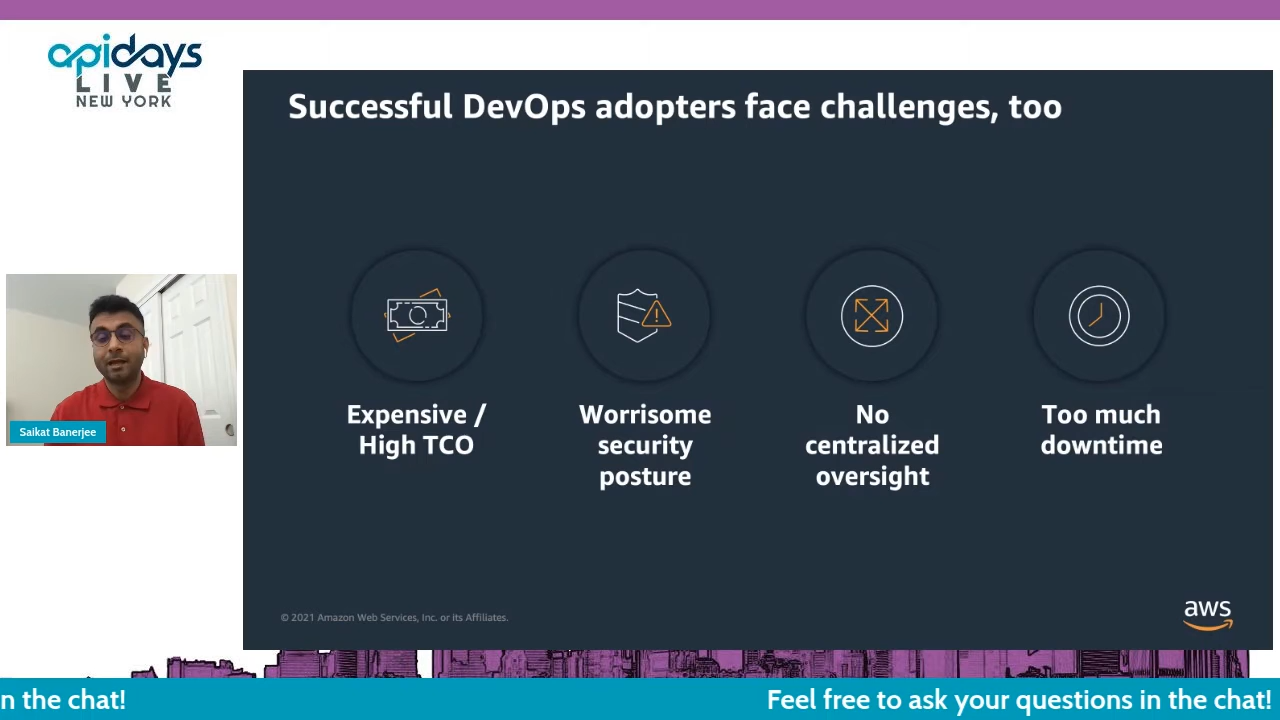 apidays
LIVE
NEW YORK
Successful DevOps adopters face challenges, too
Expensive /
High TCO
Worrisome
security
posture
No
centralized
oversight
Too much
downtime
Saikat Banerjee
© 2021 Amazon Web Services, Inc. or its Affiliates.
aws
n the chat!
Feel free to ask your questions in the chat!